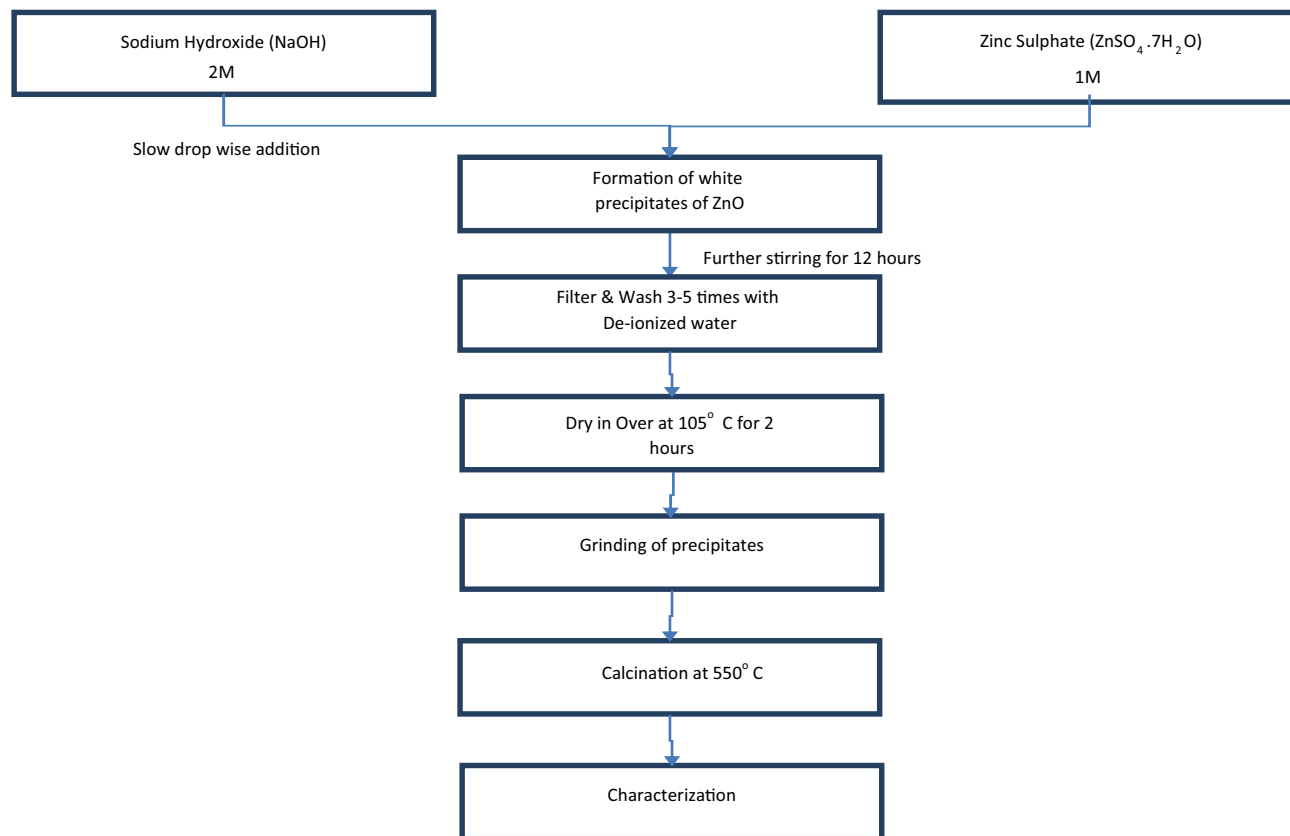 Sodium Hydroxide (NaOH)
2M
Zinc Sulphate (ZnSO4.7H2O)
1M
Slow drop wise addition
Formation of white
precipitates of ZnO
Further stirring for 12 hours
Filter & Wash 3-5 times with
De-ionized water
Dry in Over at 105° C for 2
hours
Grinding of precipitates
Calcination at 550° C
Characterization